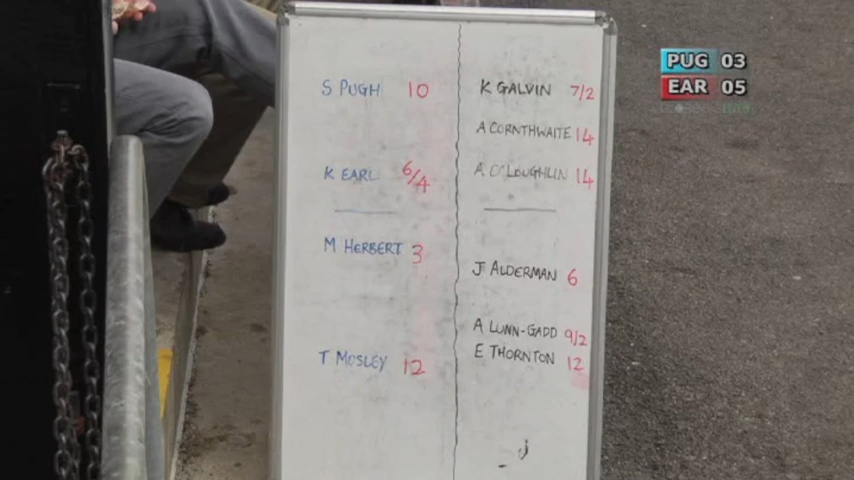 S PUGH 10
K EARL 6/4
M HERBERT 3
T MOSLEY 12
K GALVIN 7/2
A CORNTHWAITE 14
A O'LOUGHLIN 14
J ALDERMAN 6
A LUNN-GADD 9/2
E THORNTON 12
PUG 03
EAR 05